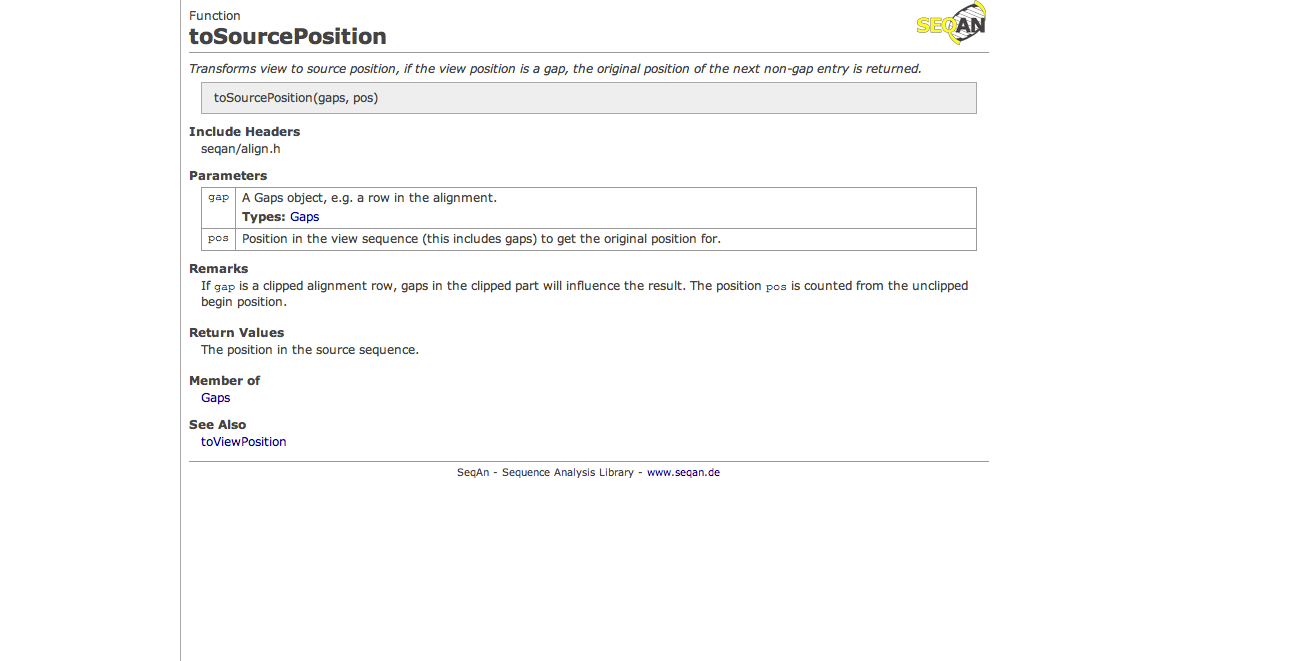 Function
toSourcePosition
SEQAN
Transforms view to source position, if the view position is a gap, the original position of the next non-gap entry is returned.
toSourcePosition(gaps, pos)
Include Headers
seqan/align.h
Parameters
gap A Gaps object, e.g. a row in the alignment.
Types: Gaps
pos Position in the view sequence (this includes gaps) to get the original position for.
Remarks
If gap is a clipped alignment row, gaps in the clipped part will influence the result. The position pos is counted from the unclipped
begin position.
Return Values
The position in the source sequence.
Member of
Gaps
See Also
toViewPosition
SeqAn - Sequence Analysis Library - www.seqan.de